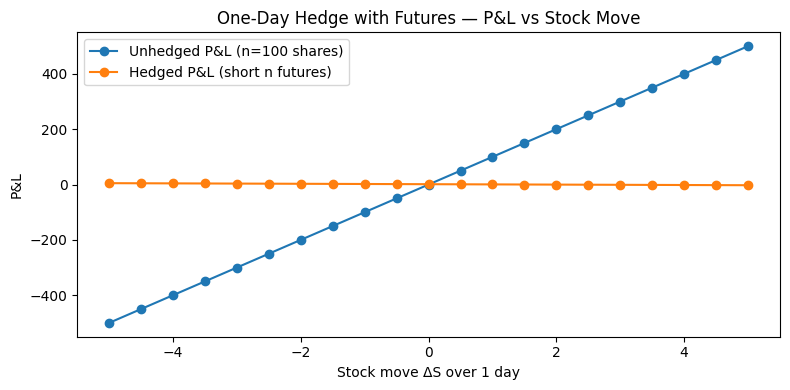 One-Day Hedge with Futures — P&L vs Stock Move
Unhedged P&L (n=100 shares)
Hedged P&L (short n futures)
P&L
400
200
0
−200
−400
−4
−2
0
2
4
Stock move ΔS over 1 day